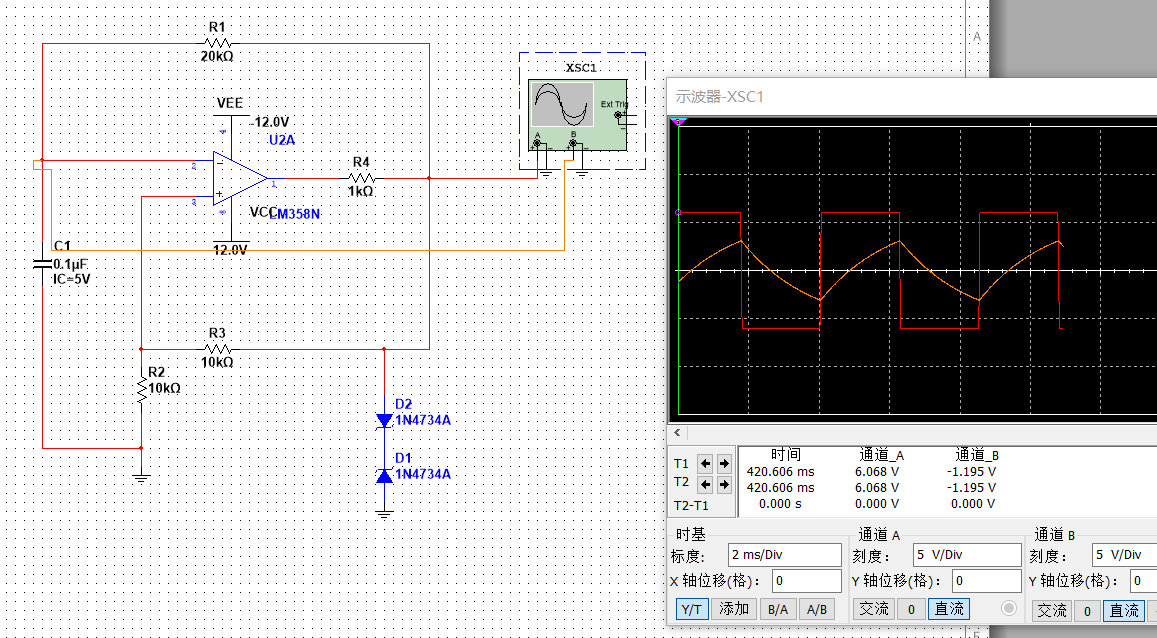 R1
20kΩ
VEE
-12.0V
4
U2A
2
3
1
8
VCC
LM358N
12.0V
R4
1kΩ
C1
0.1µF
IC=5V
R3
10kΩ
R2
10kΩ
D2
1N4734A
D1
1N4734A
XSC1
Ext Trig
+
A
B
A
示波器-XSC1
T1
T2
T2-T1
时间 通道_A 通道_B
420.606 ms 6.068 V -1.195 V
420.606 ms 6.068 V -1.195 V
0.000 s 0.000 V 0.000 V
时基 通道 A 通道 B
标度: 2 ms/Div 刻度: 5 V/Div 刻度: 5 V/Div
X 轴位移(格): 0 Y 轴位移(格): 0 Y 轴位移(格): 0
Y/T 添加 B/A A/B 交流 0 直流 交流 0 直流